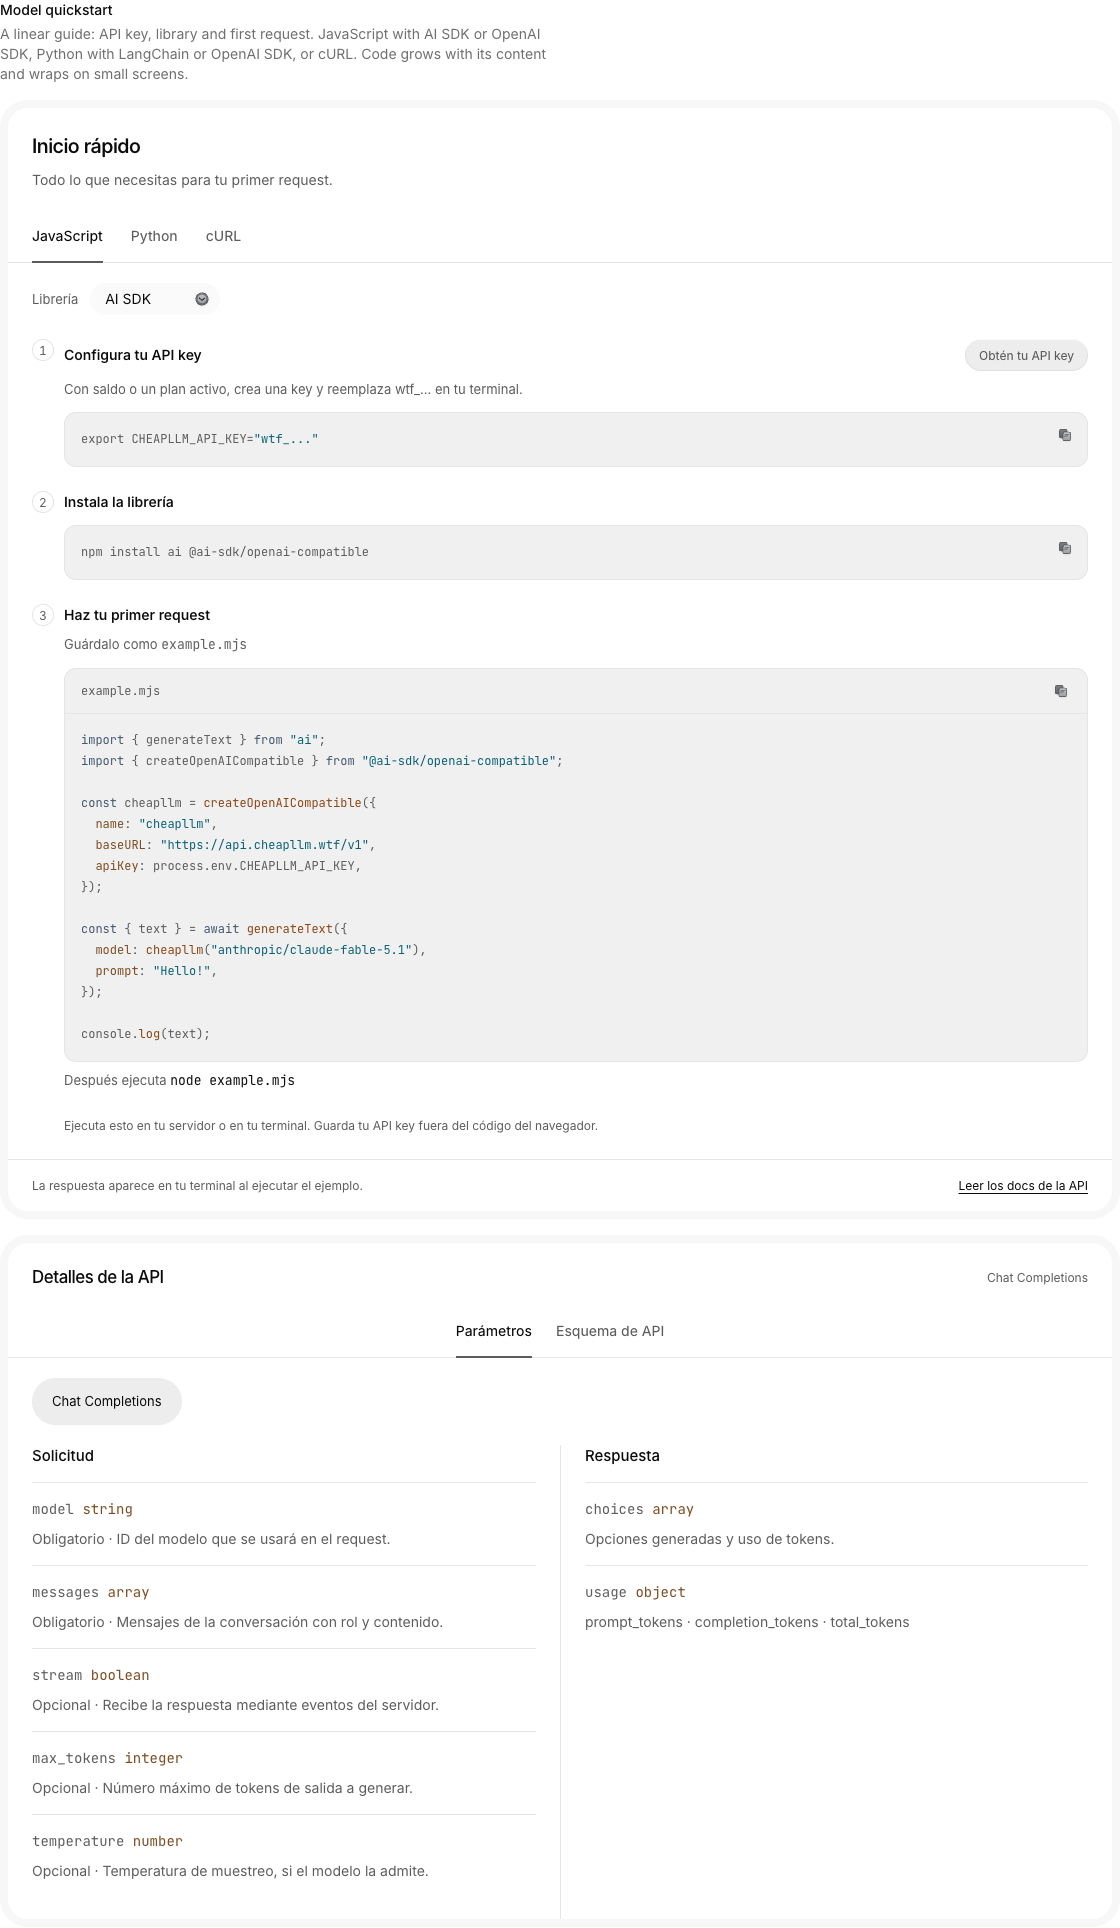 Model quickstart
A linear guide: API key, library and first request. JavaScript with AI SDK or OpenAI
SDK, Python with LangChain or OpenAI SDK, or cURL. Code grows with its content
and wraps on small screens.
Inicio rápido
Todo lo que necesitas para tu primer request.
JavaScript Python cURL
Librería AI SDK
1 Configura tu API key Obtén tu API key
Con saldo o un plan activo, crea una key y reemplaza wtf_... en tu terminal.
export CHEAPLLM_API_KEY="wtf_..."
2 Instala la librería
npm install ai @ai-sdk/openai-compatible
3 Haz tu primer request
Guárdalo como example.mjs
example.mjs
import { generateText } from "ai";
import { createOpenAICompatible } from "@ai-sdk/openai-compatible";
const cheapllm = createOpenAICompatible({
  name: "cheapllm",
  baseURL: "https://api.cheapllm.wtf/v1",
  apiKey: process.env.CHEAPLLM_API_KEY,
});
const { text } = await generateText({
  model: cheapllm("anthropic/claude-fable-5.1"),
  prompt: "Hello!",
});
console.log(text);
Después ejecuta node example.mjs
Ejecuta esto en tu servidor o en tu terminal. Guarda tu API key fuera del código del navegador.
La respuesta aparece en tu terminal al ejecutar el ejemplo. Leer los docs de la API
Detalles de la API Chat Completions
Parámetros Esquema de API
Chat Completions
Solicitud
model string
Obligatorio · ID del modelo que se usará en el request.
messages array
Obligatorio · Mensajes de la conversación con rol y contenido.
stream boolean
Opcional · Recibe la respuesta mediante eventos del servidor.
max_tokens integer
Opcional · Número máximo de tokens de salida a generar.
temperature number
Opcional · Temperatura de muestreo, si el modelo la admite.
Respuesta
choices array
Opciones generadas y uso de tokens.
usage object
prompt_tokens · completion_tokens · total_tokens